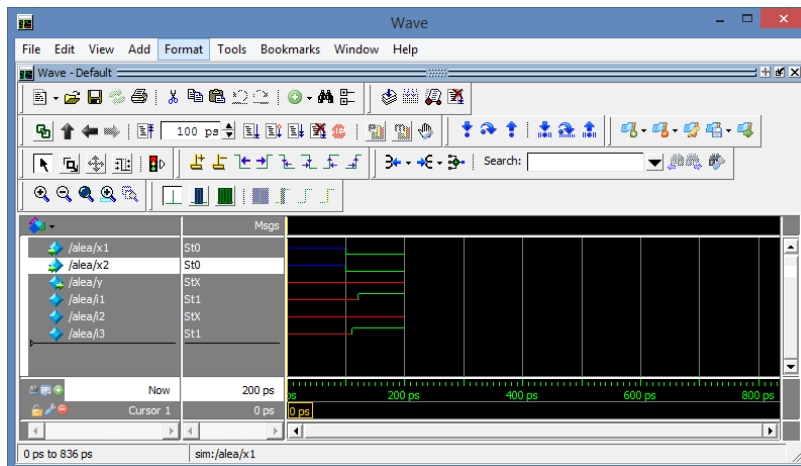 Wave
File Edit View Add Format Tools Bookmarks Window Help
Wave - Default
100 ps
Search:
Msgs
/alea/x1 St0
/alea/x2 St0
/alea/y StX
/alea/i1 St1
/alea/i2 StX
/alea/i3 St1
Now 200 ps ps 200 ps 400 ps 600 ps 800 ps
Cursor 1 0 ps 0 ps
0 ps to 836 ps sim:/alea/x1